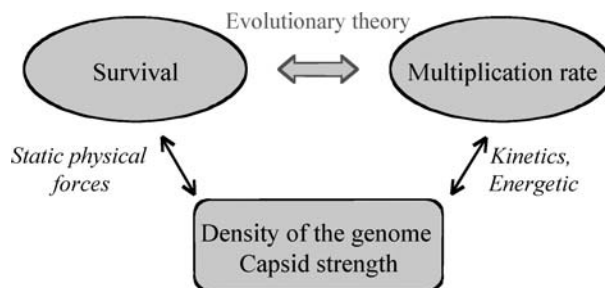 Evolutionary theory
Survival
Multiplication rate
Static physical
forces
Kinetics,
Energetic
Density of the genome
Capsid strength